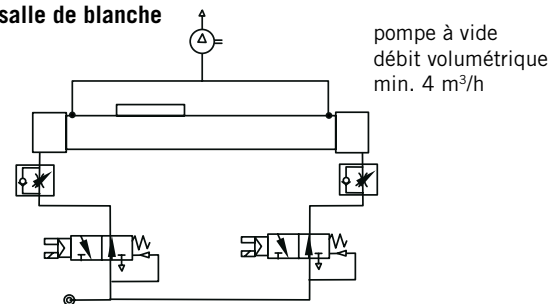 salle de blanche
pompe à vide
débit volumétrique
min. 4 m³/h